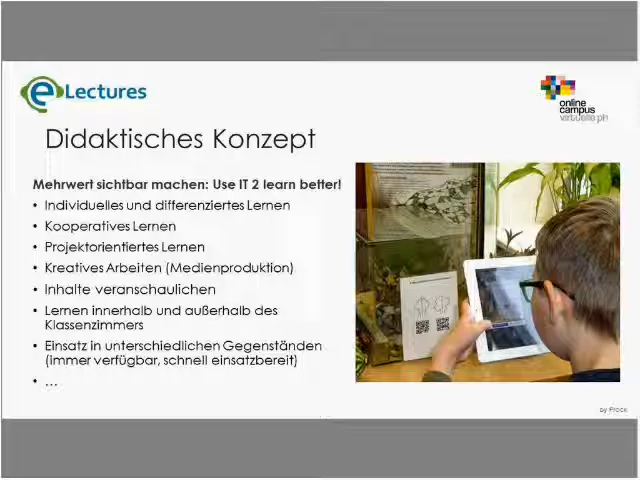 eLectures
online
campus
virtuelle.ph
Didaktisches Konzept
Mehrwert sichtbar machen: Use IT 2 learn better!
• Individuelles und differenziertes Lernen
• Kooperatives Lernen
• Projektorientiertes Lernen
• Kreatives Arbeiten (Medienproduktion)
• Inhalte veranschaulichen
• Lernen innerhalb und außerhalb des
Klassenzimmers
• Einsatz in unterschiedlichen Gegenständen
(immer verfügbar, schnell einsatzbereit)
• …